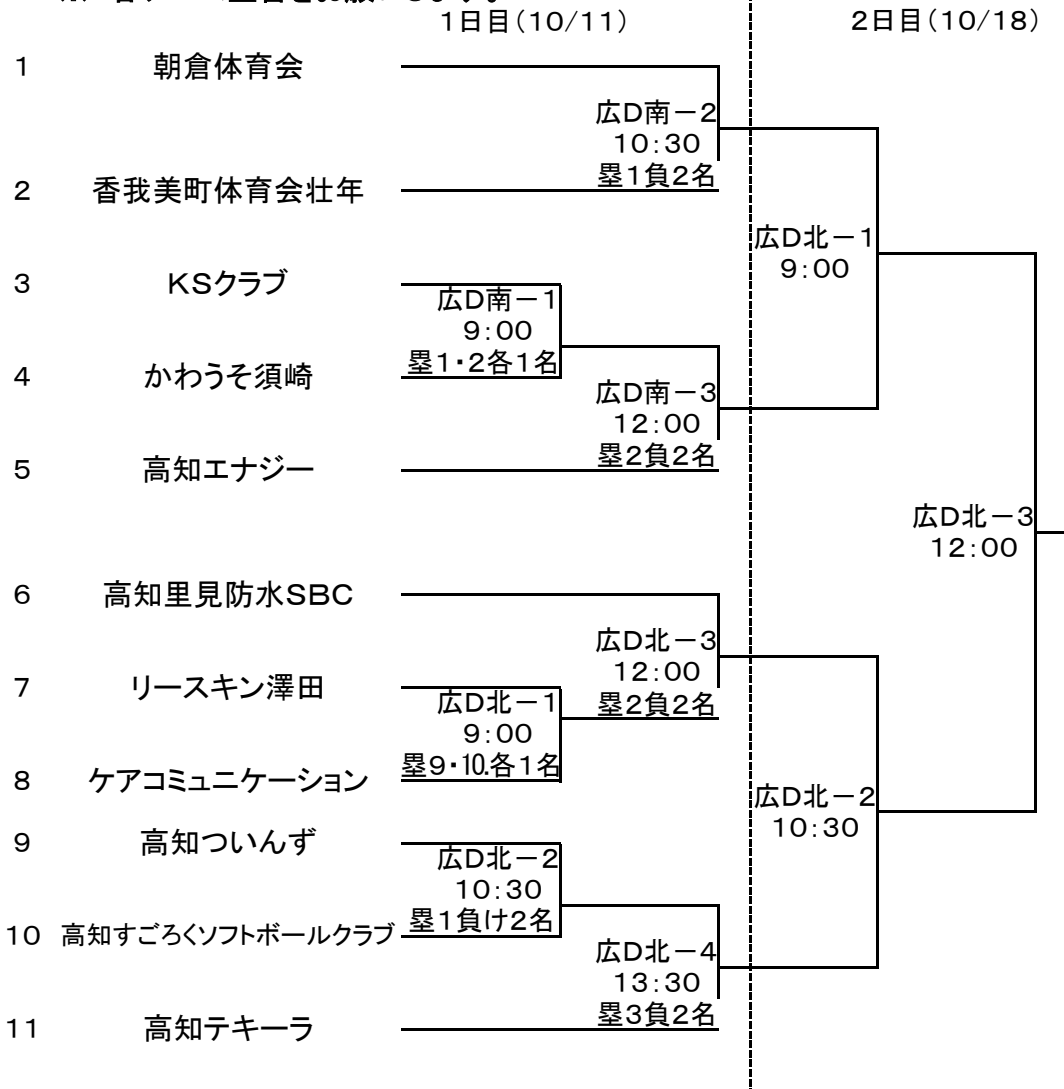 1日目(10/11)
2日目(10/18)
1 朝倉体育会
広D南－2
10:30
塁1負2名
2 香我美町体育会壮年
広D北－1
9:00
3 KSクラブ
広D南－1
9:00
塁1・2各1名
4 かわうそ須崎
広D南－3
12:00
塁2負2名
5 高知エナジー
広D北－3
12:00
6 高知里見防水SBC
広D北－3
12:00
塁2負2名
7 リースキン澤田
広D北－1
9:00
塁9・10.各1名
8 ケアコミュニケーション
広D北－2
10:30
9 高知ついんず
広D北－2
10:30
塁1負け2名
10 高知すごろくソフトボールクラブ
広D北－4
13:30
塁3負2名
11 高知テキーラ